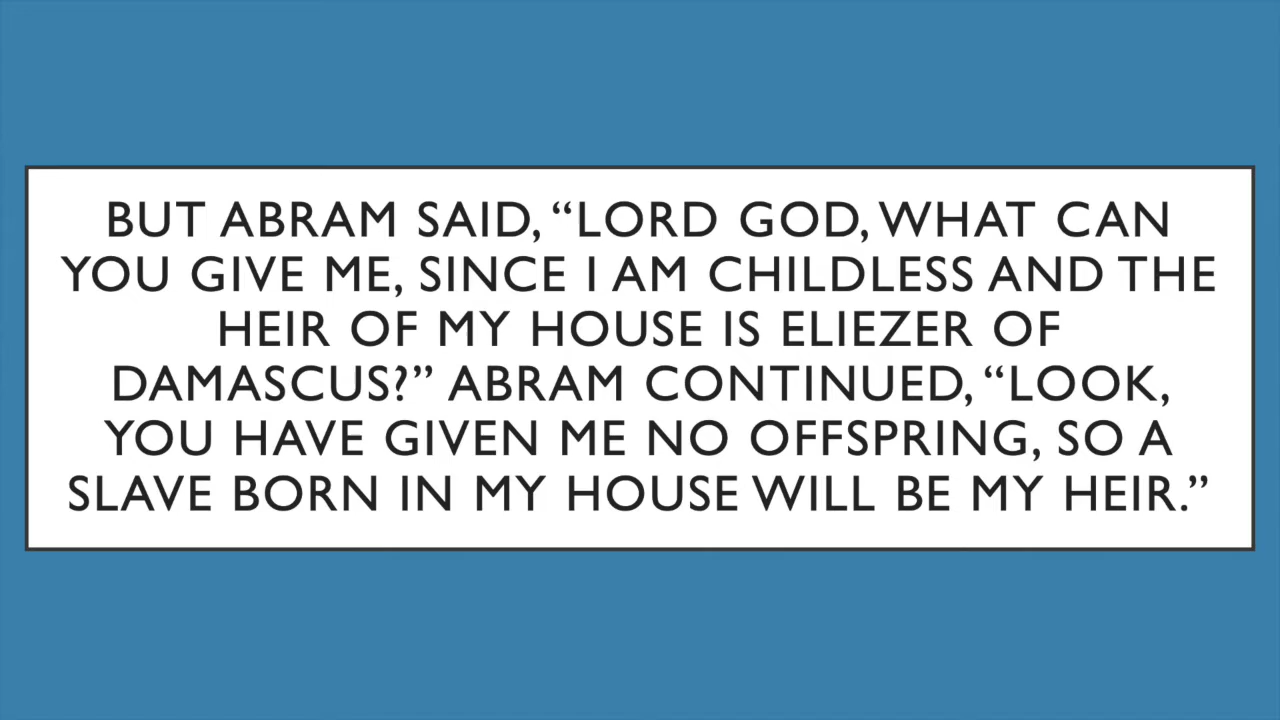 BUT ABRAM SAID, “LORD GOD, WHAT CAN
YOU GIVE ME, SINCE I AM CHILDLESS AND THE
HEIR OF MY HOUSE IS ELIEZER OF
DAMASCUS?” ABRAM CONTINUED, “LOOK,
YOU HAVE GIVEN ME NO OFFSPRING, SO A
SLAVE BORN IN MY HOUSE WILL BE MY HEIR.”